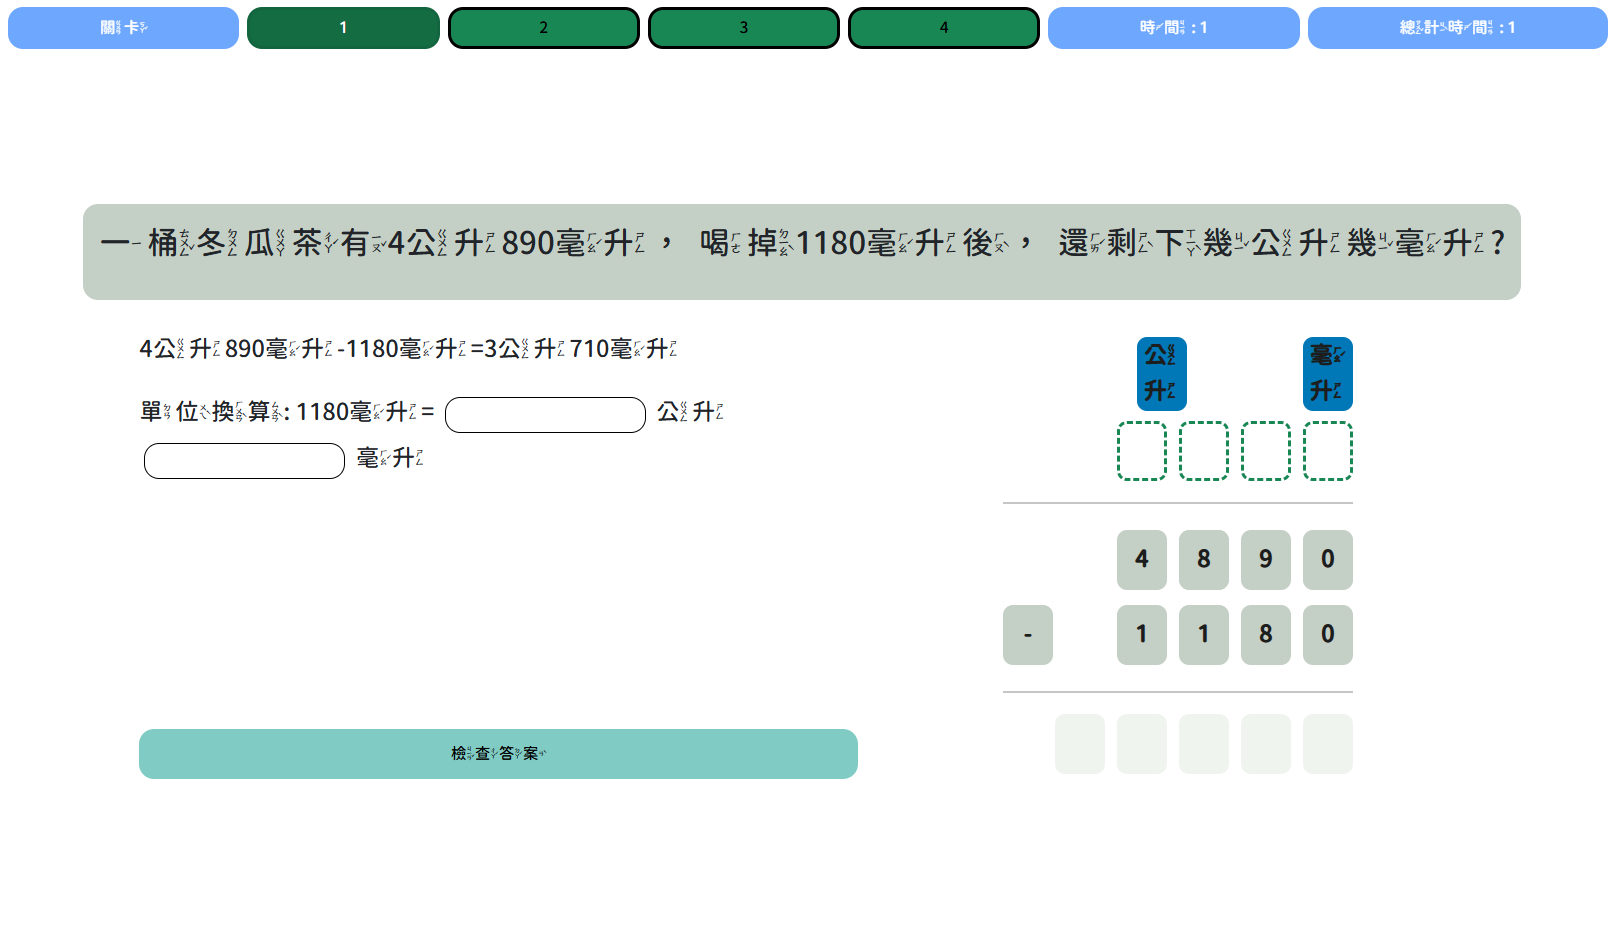 關卡 1 2 3 4 時間:1 總計時間:1
一桶冬瓜茶有4公升890毫升, 喝掉1180毫升後, 還剩下幾公升幾毫升?
4公升890毫升-1180毫升=3公升710毫升
單位換算: 1180毫升= 公升
毫升
公升 毫升
4 8 9 0
- 1 1 8 0
檢查答案